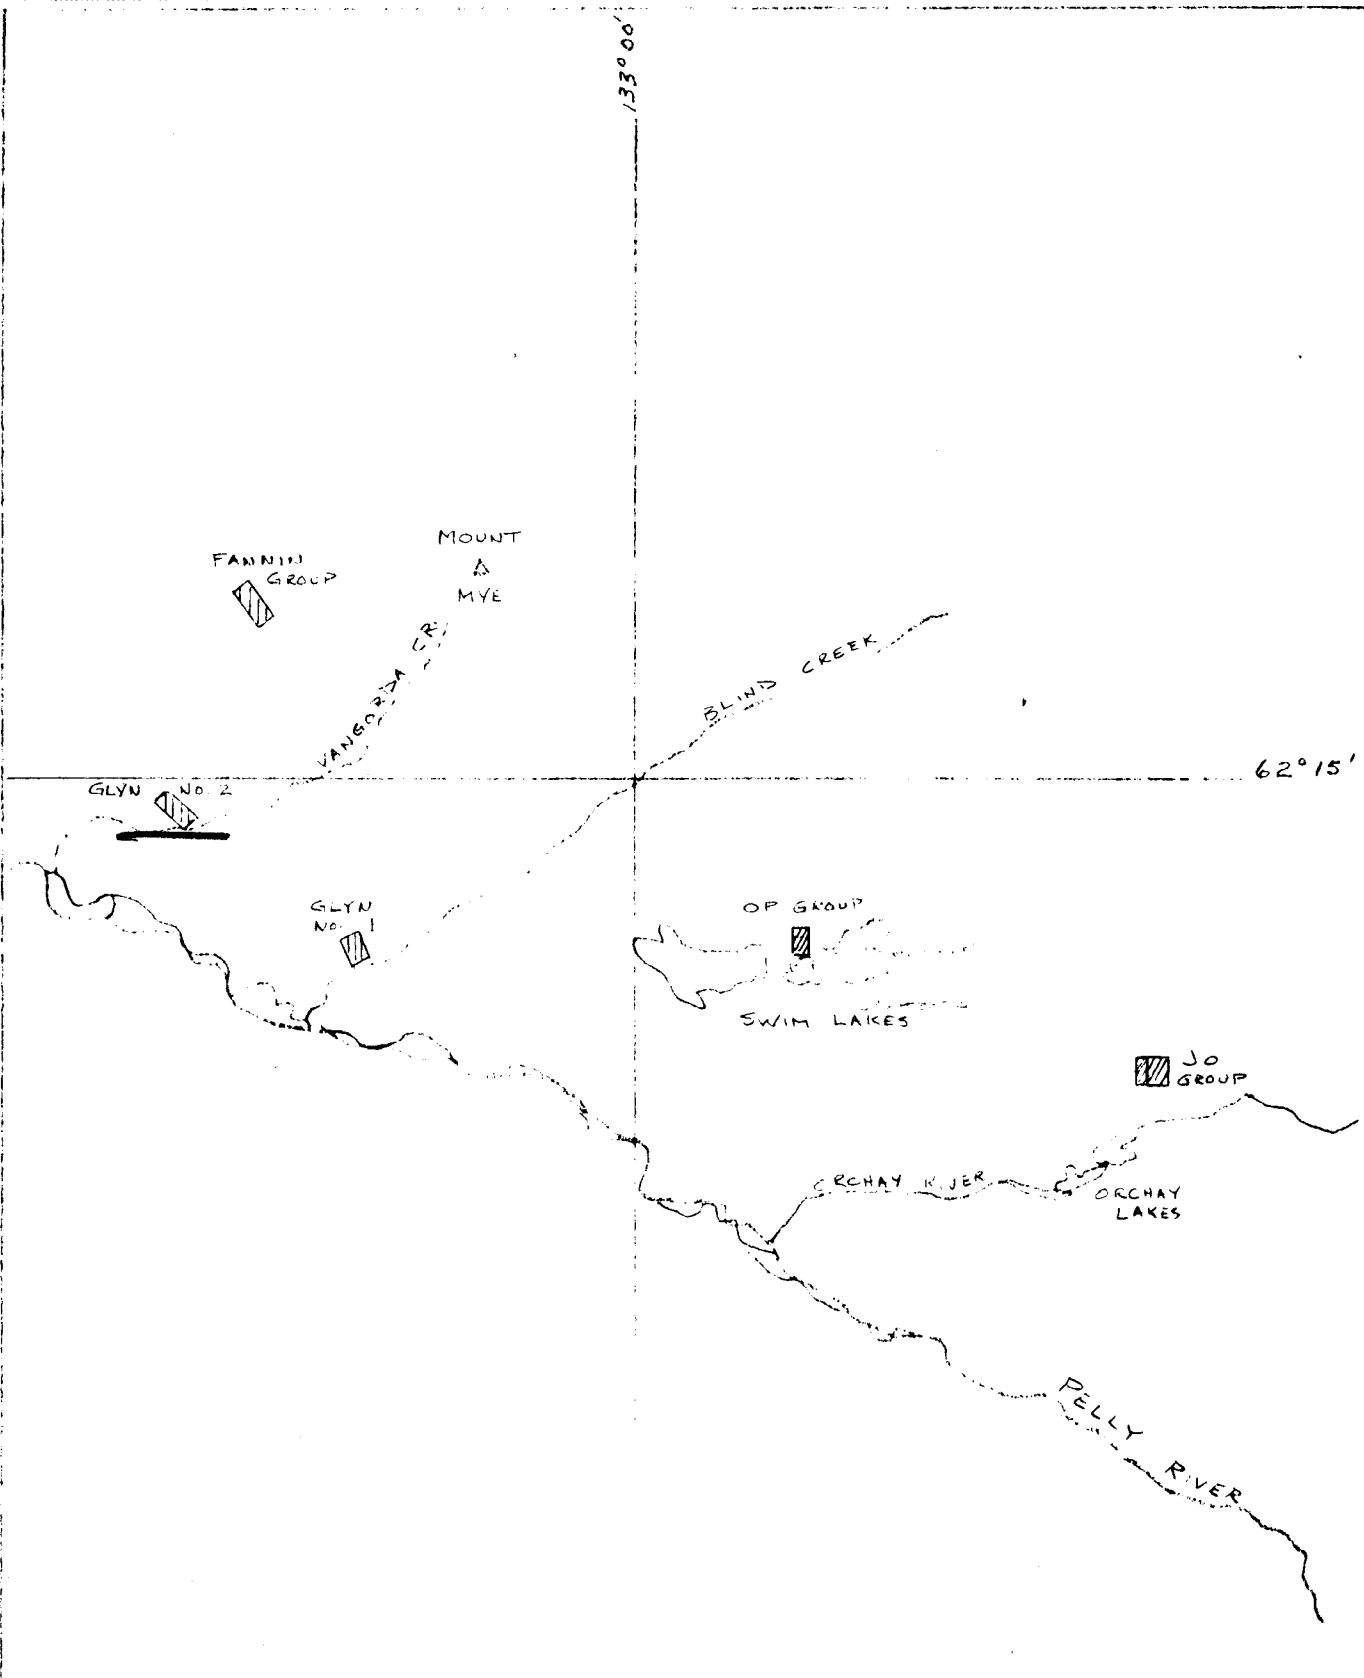 133° 00'
MOUNT
MYE
FANNIN
GROUP
VANGORDA CR.
BLIND CREEK
62° 15'
GLYN No. 2
GLYN
No. 1
OP GROUP
SWIM LAKES
JO
GROUP
ORCHAY RIVER
ORCHAY
LAKES
PELLY RIVER